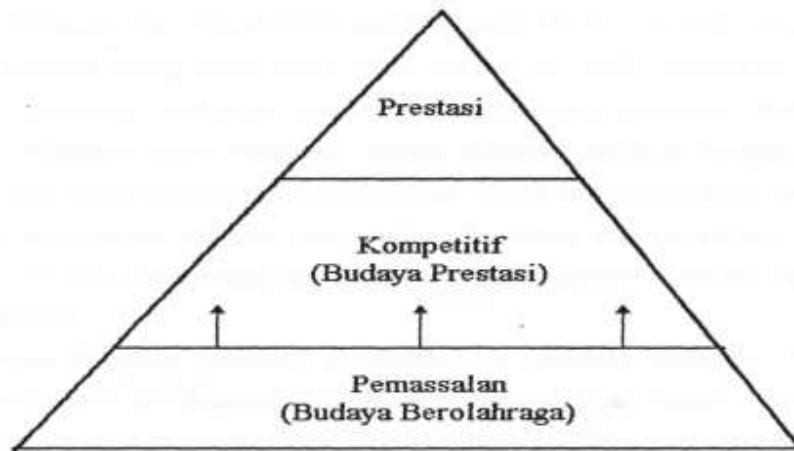 Prestasi
Kompetitif
(Budaya Prestasi)
Pemassalan
(Budaya Berolahraga)